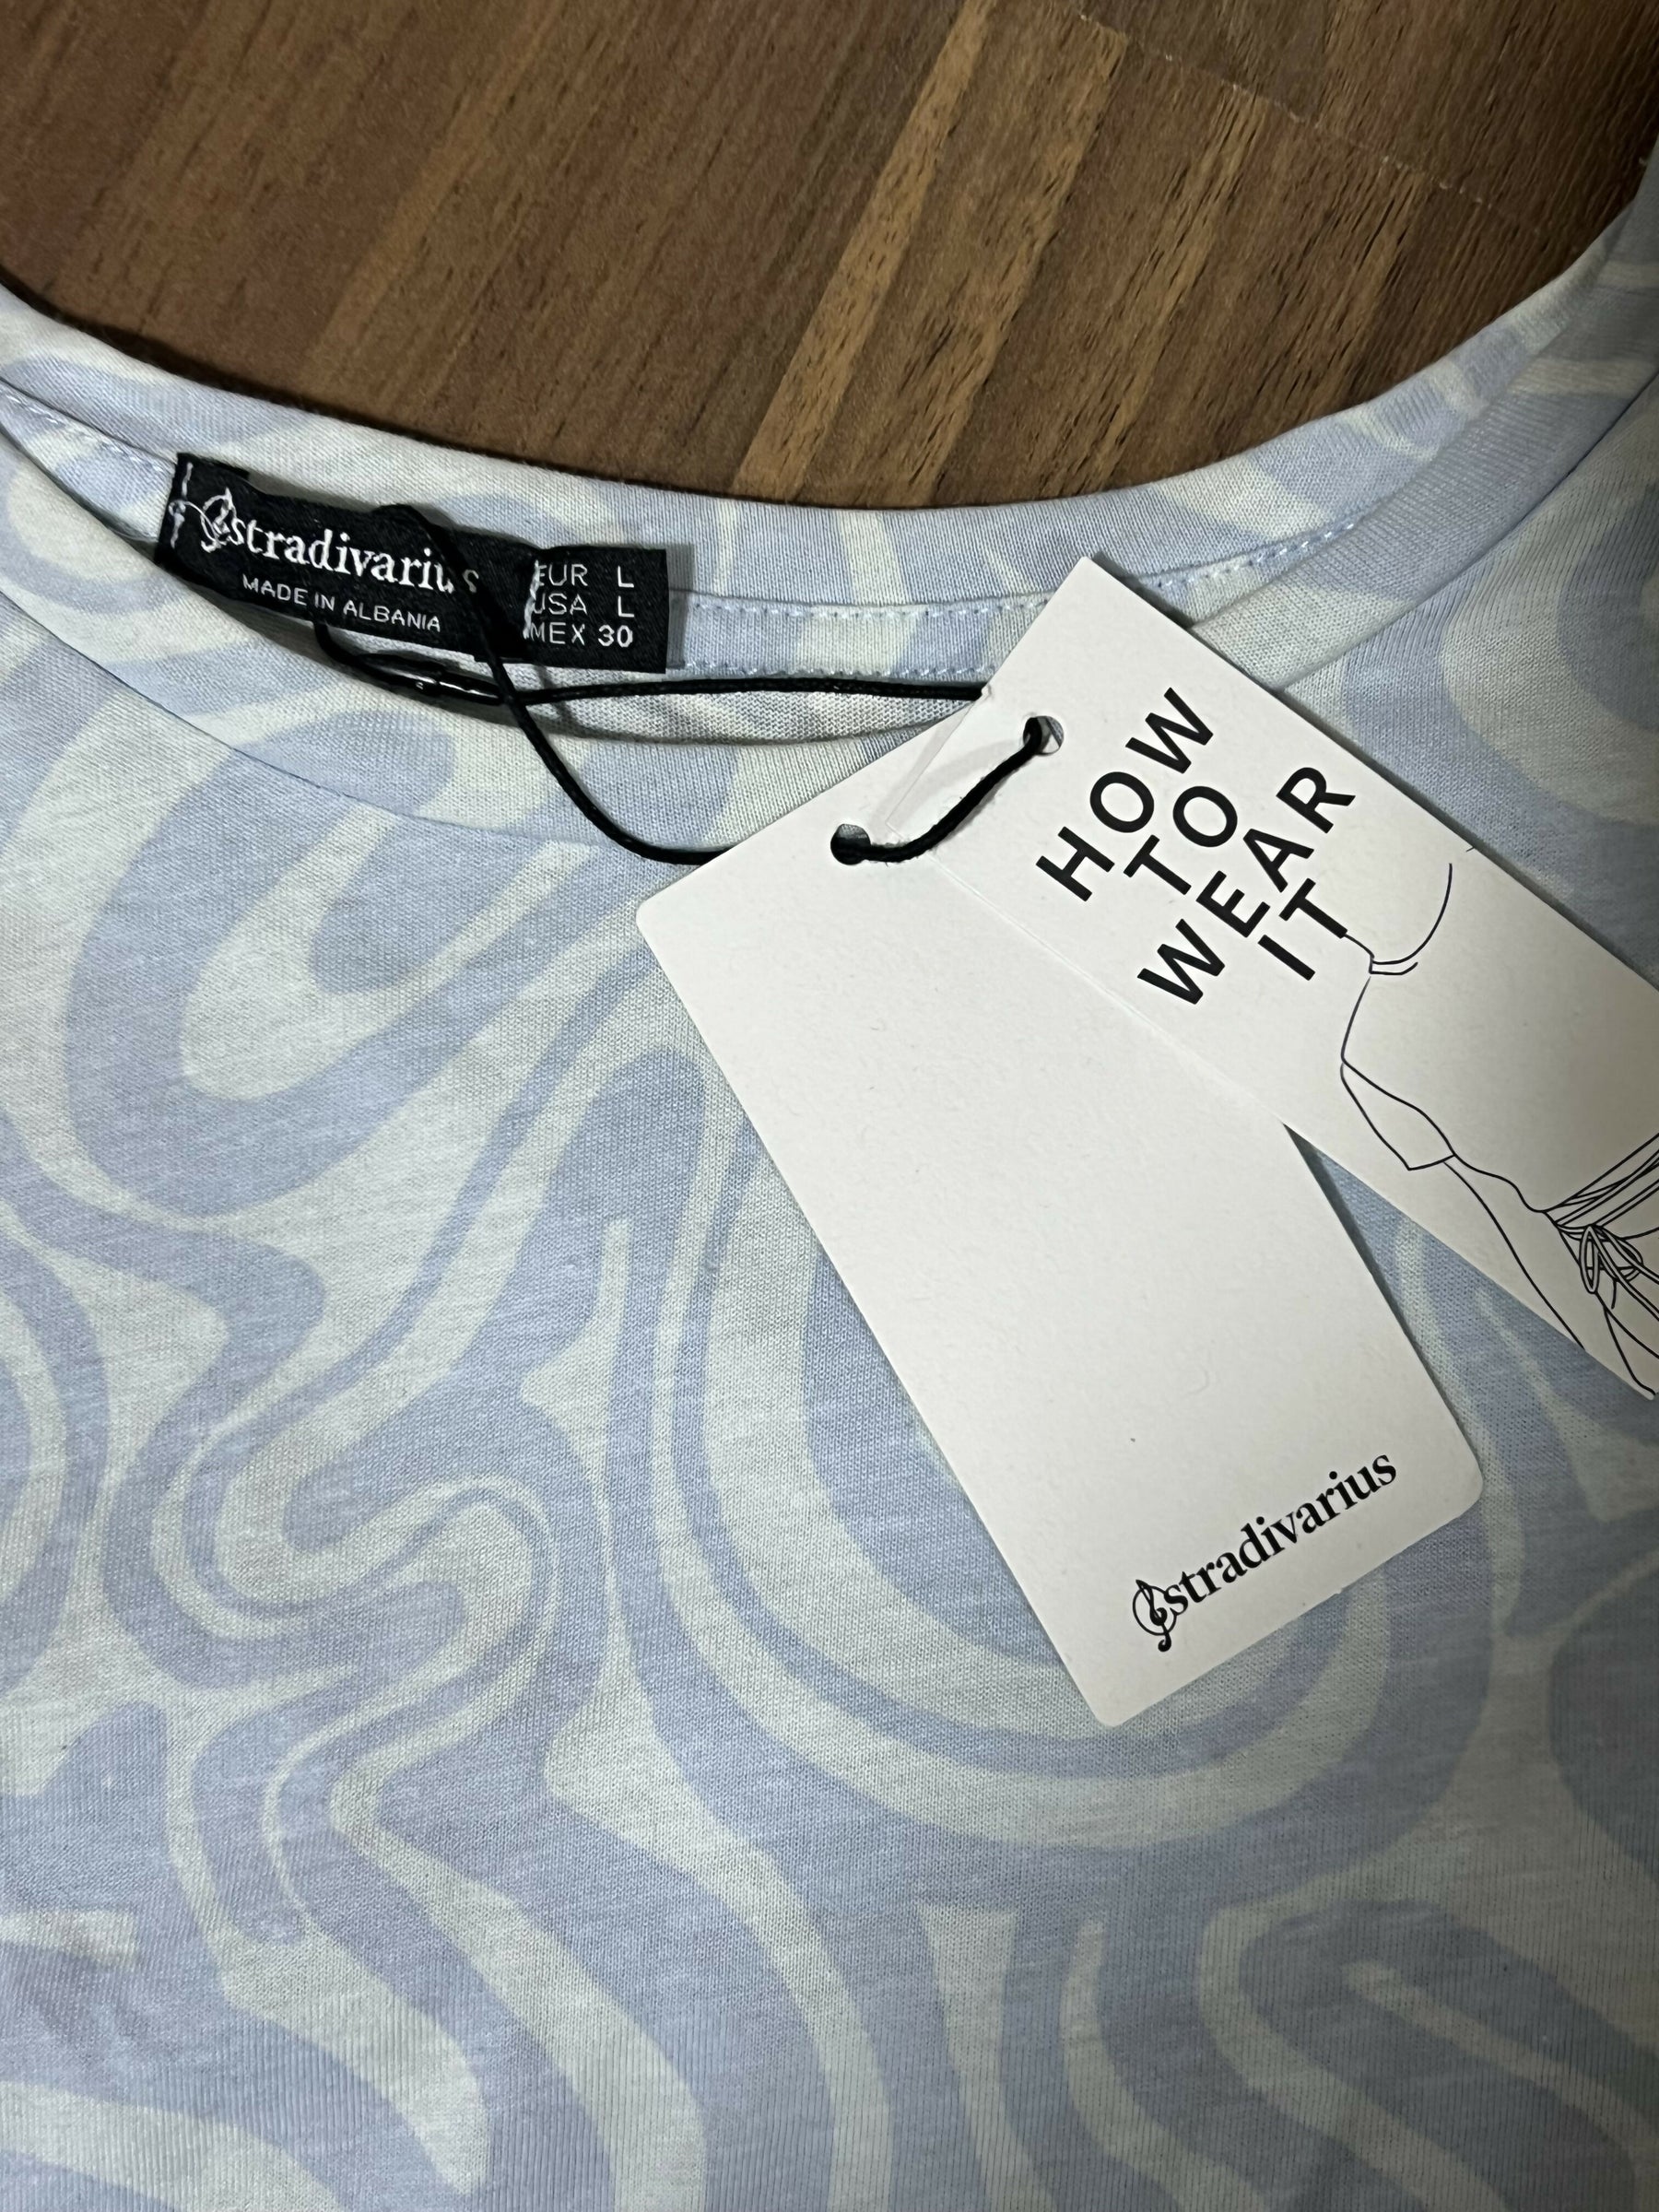 stradivarius
MADE IN ALBANIA
EUR L
USA L
MEX 30
HOW
TO
WEAR
IT
stradivarius